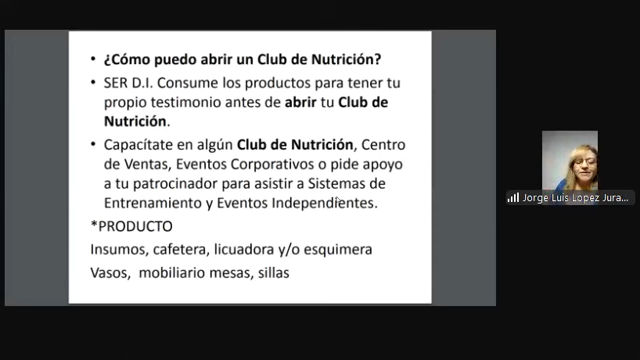 • ¿Cómo puedo abrir un Club de Nutrición?
• SER D.I. Consume los productos para tener tu
propio testimonio antes de abrir tu Club de
Nutrición.
• Capacítate en algún Club de Nutrición, Centro
de Ventas, Eventos Corporativos o pide apoyo
a tu patrocinador para asistir a Sistemas de
Entrenamiento y Eventos Independientes.
*PRODUCTO
Insumos, cafetera, licuadora y/o esquimera
Vasos, mobiliario mesas, sillas
Jorge Luis Lopez Jura...